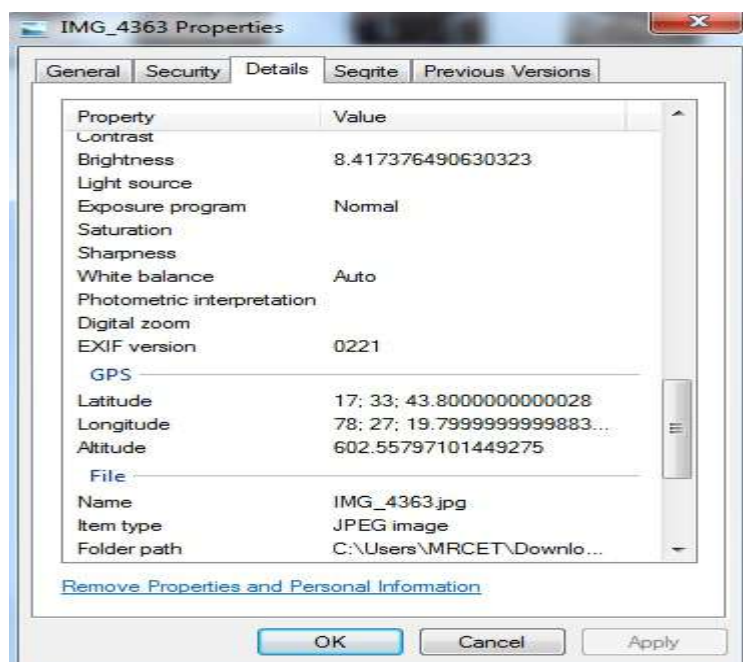 IMG_4363 Properties
General Security Details Seqrite Previous Versions
Property Value
Contrast
Brightness 8.417376490630323
Light source
Exposure program Normal
Saturation
Sharpness
White balance Auto
Photometric interpretation
Digital zoom
EXIF version 0221
GPS
Latitude 17; 33; 43.8000000000028
Longitude 78; 27; 19.7999999999883...
Altitude 602.55797101449275
File
Name IMG_4363.jpg
Item type JPEG image
Folder path C:\Users\MRCET\Downlo...
Remove Properties and Personal Information
OK Cancel Apply